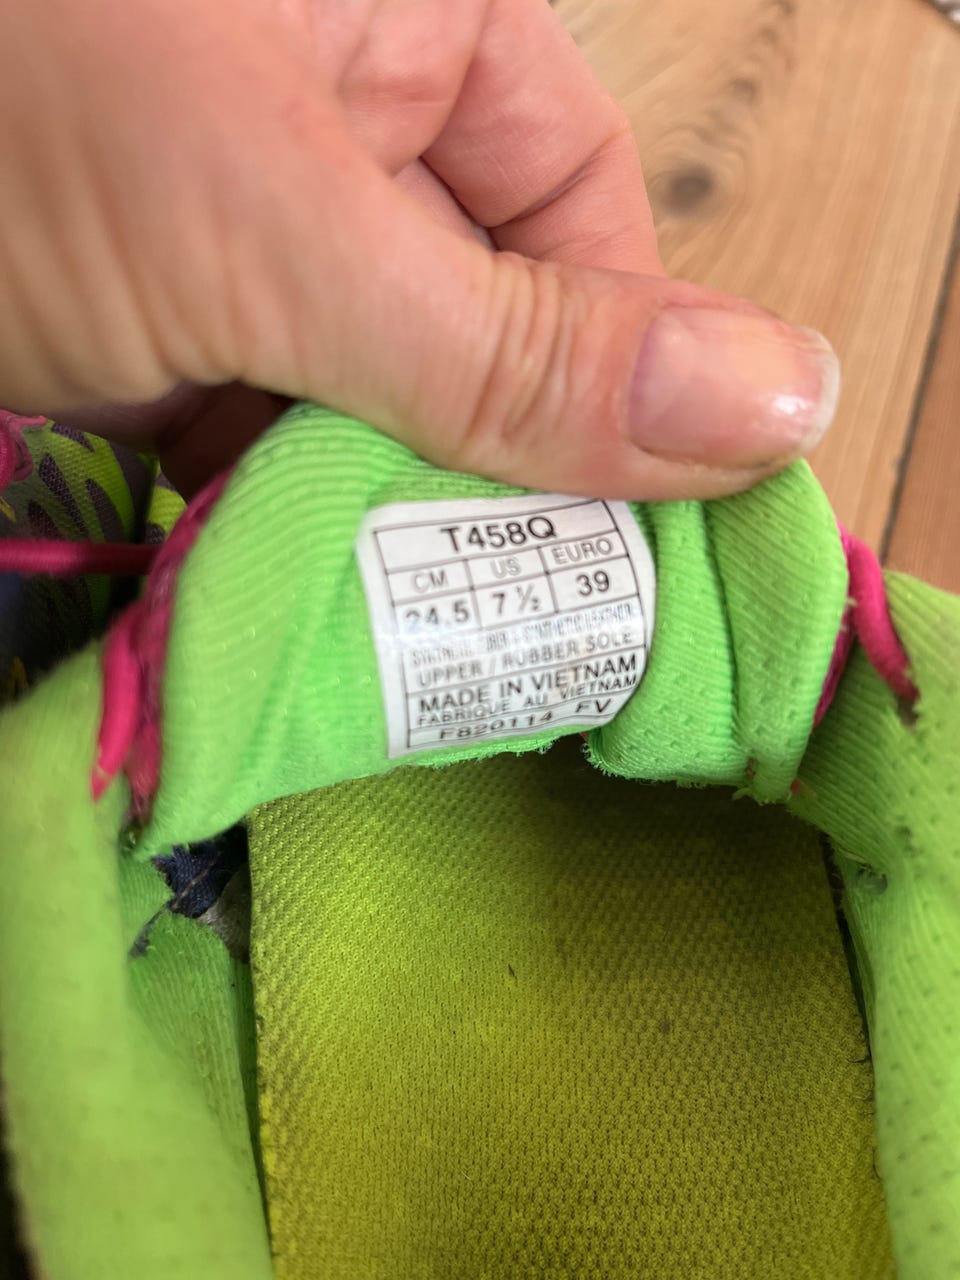 T458Q
CM US EURO
24.5 7 ½ 39
UPPER / RUBBER SOLE
MADE IN VIETNAM
FABRIQUE AU VIETNAM
F820114 FV